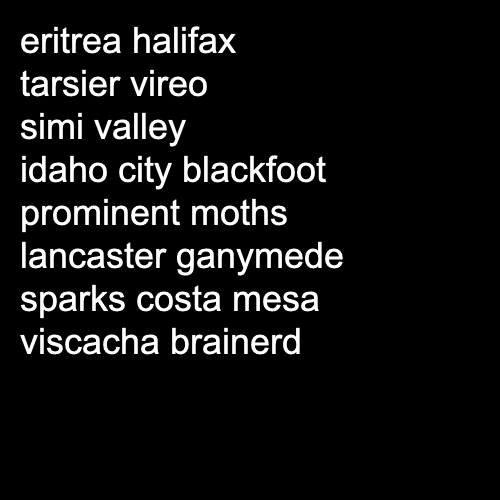 eritrea halifax
tarsier vireo
simi valley
idaho city blackfoot
prominent moths
lancaster ganymede
sparks costa mesa
viscacha brainerd